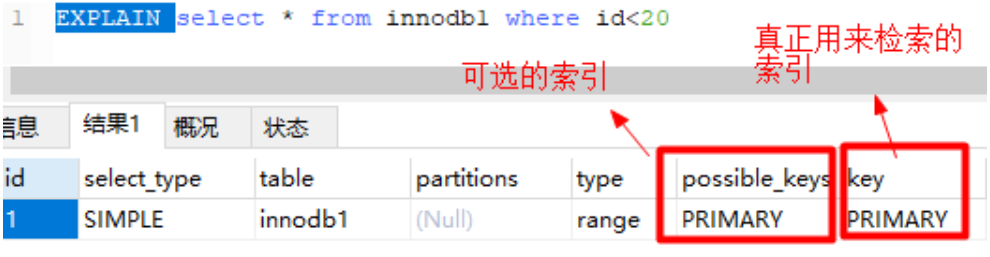 1 EXPLAIN select * from innodb1 where id<20
真正用来检索的
索引
可选的索引
信息 结果1 概况 状态
id select_type table partitions type possible_keys key
1 SIMPLE innodb1 (Null) range PRIMARY PRIMARY